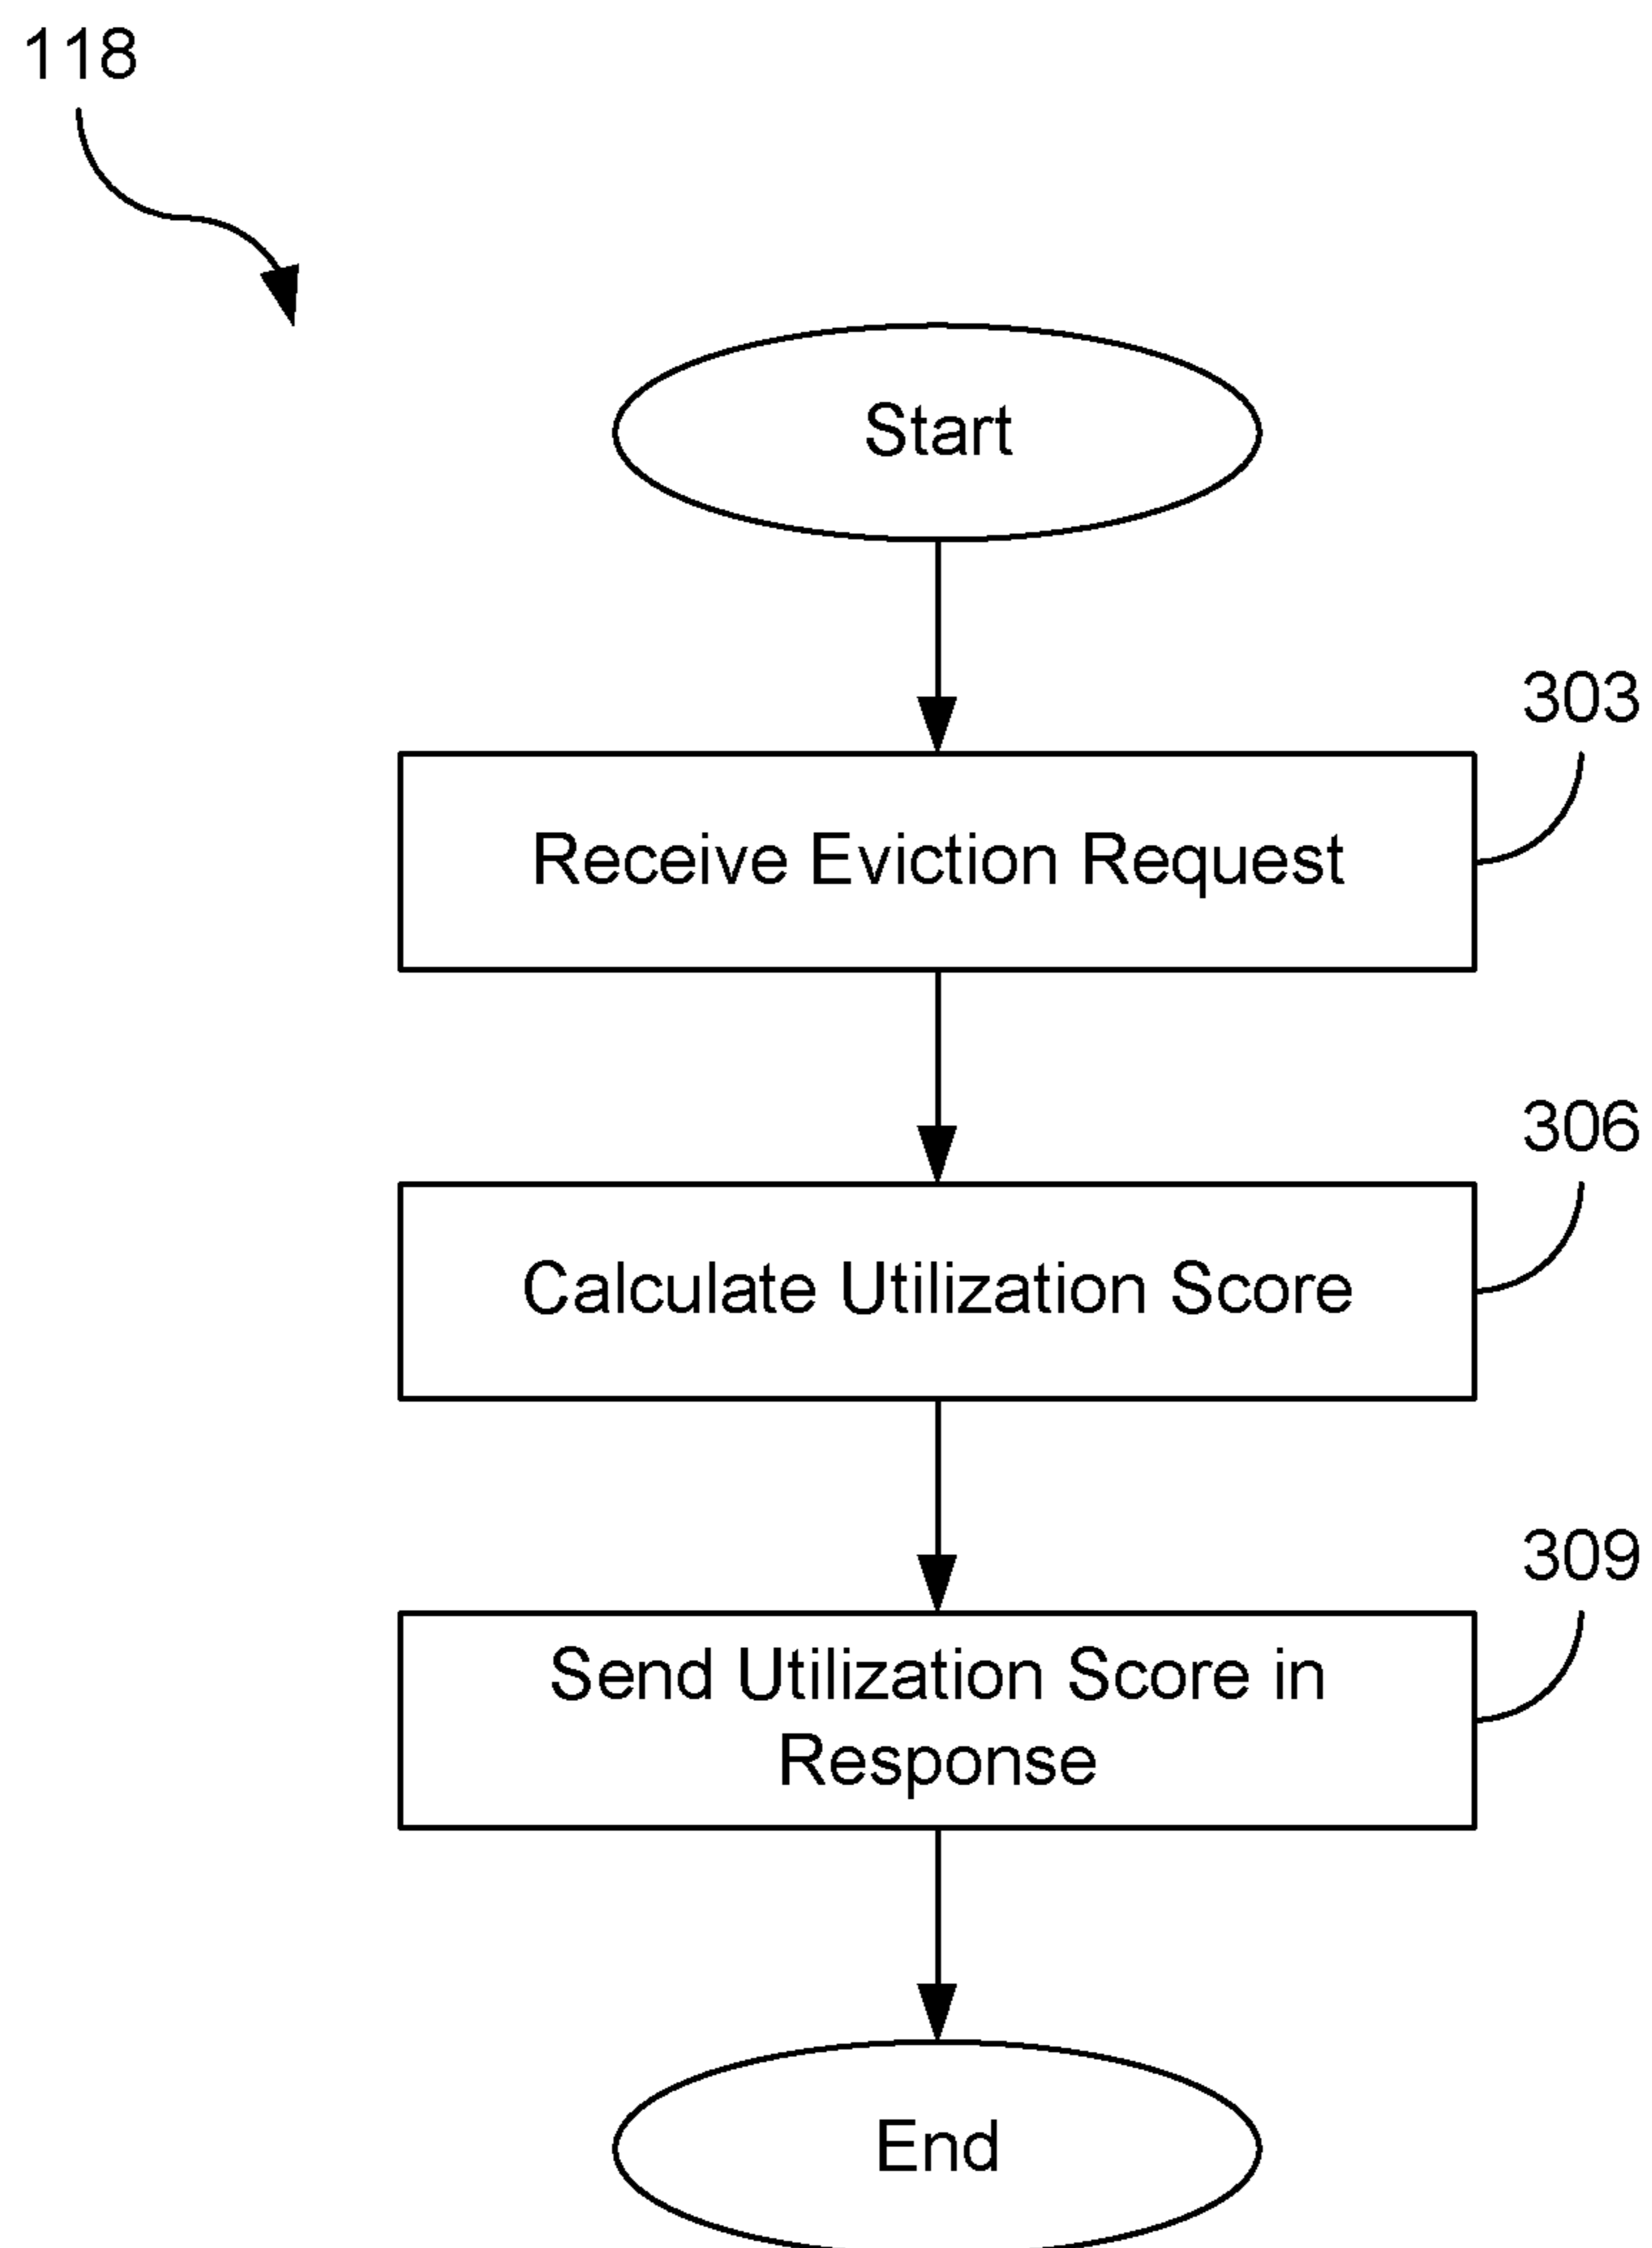 118
Start
303
Receive Eviction Request
306
Calculate Utilization Score
309
Send Utilization Score in
Response
End